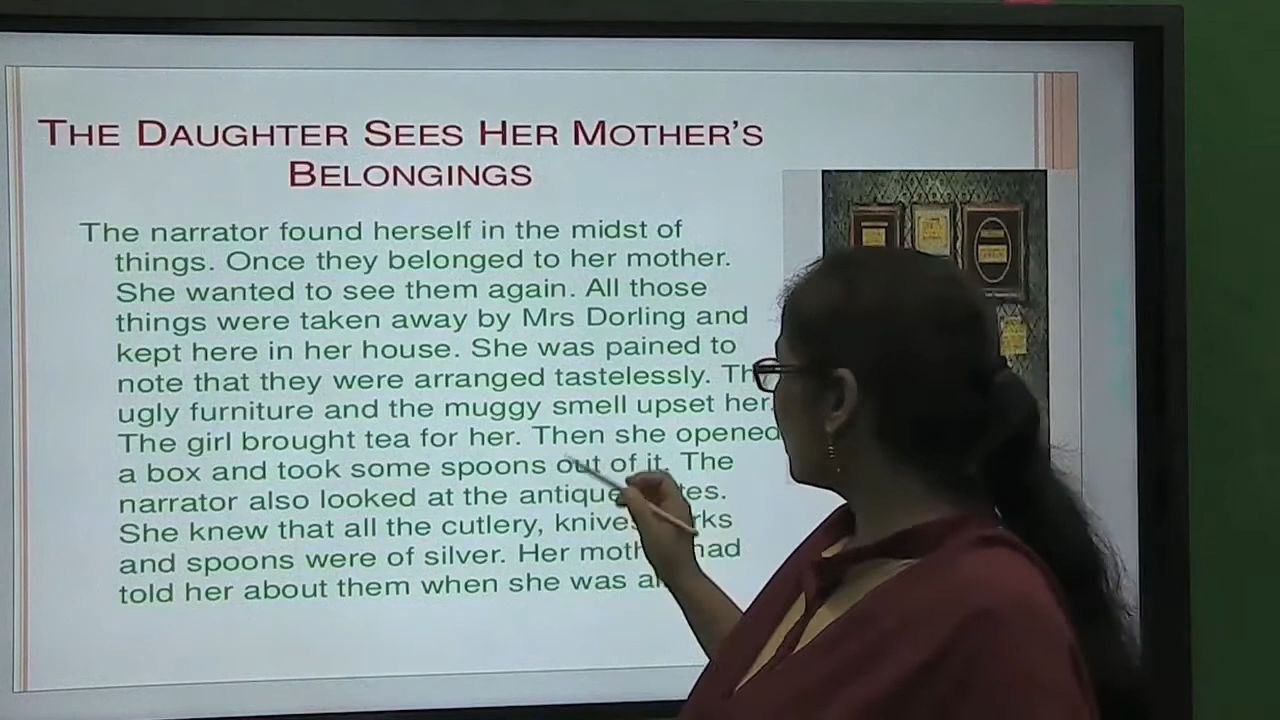 THE DAUGHTER SEES HER MOTHER'S
BELONGINGS
The narrator found herself in the midst of
things. Once they belonged to her mother.
She wanted to see them again. All those
things were taken away by Mrs Dorling and
kept here in her house. She was pained to
note that they were arranged tastelessly. Th
ugly furniture and the muggy smell upset her.
The girl brought tea for her. Then she opened
a box and took some spoons out of it. The
narrator also looked at the antique
She knew that all the cutlery,
and spoons were of silver. Her had
told her about them when she was